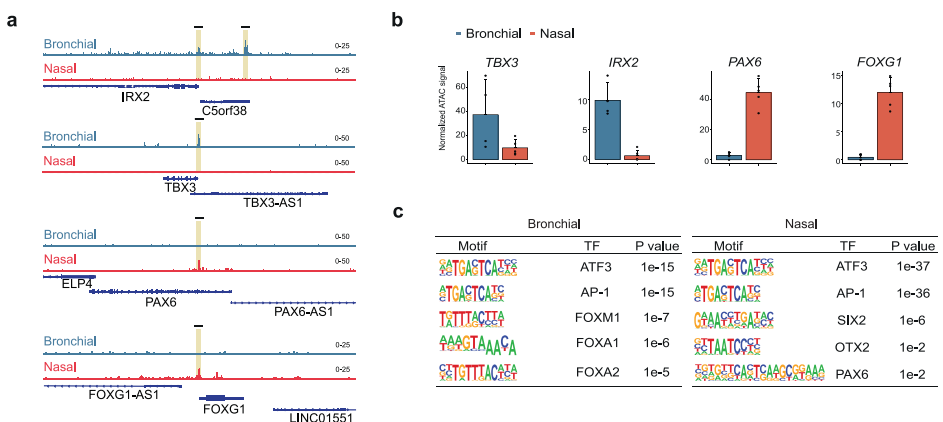 a
Bronchial
0-25
Nasal
0-25
IRX2
C5orf38
Bronchial
0-50
Nasal
0-50
TBX3
TBX3-AS1
Bronchial
0-50
Nasal
0-50
ELP4
PAX6
PAX6-AS1
Bronchial
0-25
Nasal
0-25
FOXG1-AS1
FOXG1
LINC01551
b
Bronchial Nasal
TBX3 IRX2 PAX6 FOXG1
Normalized ATAC signal
80
60
40
20
0
15
10
5
0
40
20
0
15
10
5
0
c
Bronchial Nasal
Motif TF P value Motif TF P value
ATF3 1e-15 ATF3 1e-37
AP-1 1e-15 AP-1 1e-36
FOXM1 1e-7 SIX2 1e-6
FOXA1 1e-6 OTX2 1e-2
FOXA2 1e-5 PAX6 1e-2